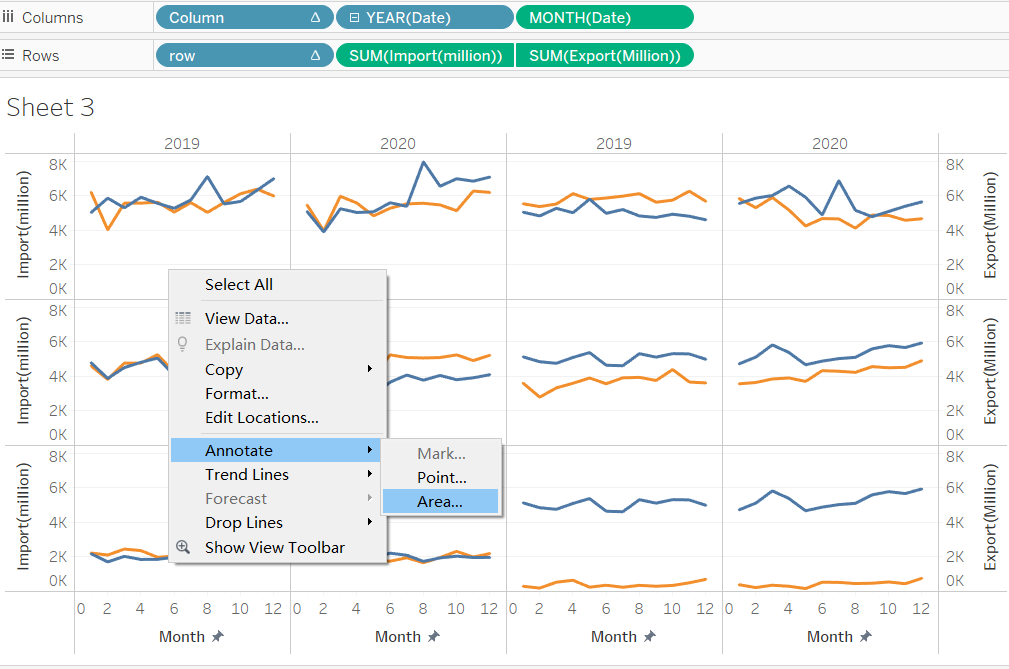 Columns Column Δ YEAR(Date) MONTH(Date)
Rows row Δ SUM(Import(million)) SUM(Export(Million))
Sheet 3
2019 2020 2019 2020
8K 8K
6K 6K
4K 4K
2K 2K
0K 0K
Import(million) Export(Million)
8K 8K
6K 6K
4K 4K
2K 2K
0K 0K
Import(million) Export(Million)
8K 8K
6K 6K
4K 4K
2K 2K
0K 0K
Import(million) Export(Million)
Select All
View Data...
Explain Data...
Copy
Format...
Edit Locations...
Annotate
Trend Lines
Forecast
Drop Lines
Show View Toolbar
Mark...
Point...
Area...
0 2 4 6 8 10 12 0 2 4 6 8 10 12 0 2 4 6 8 10 12 0 2 4 6 8 10 12
Month Month Month Month